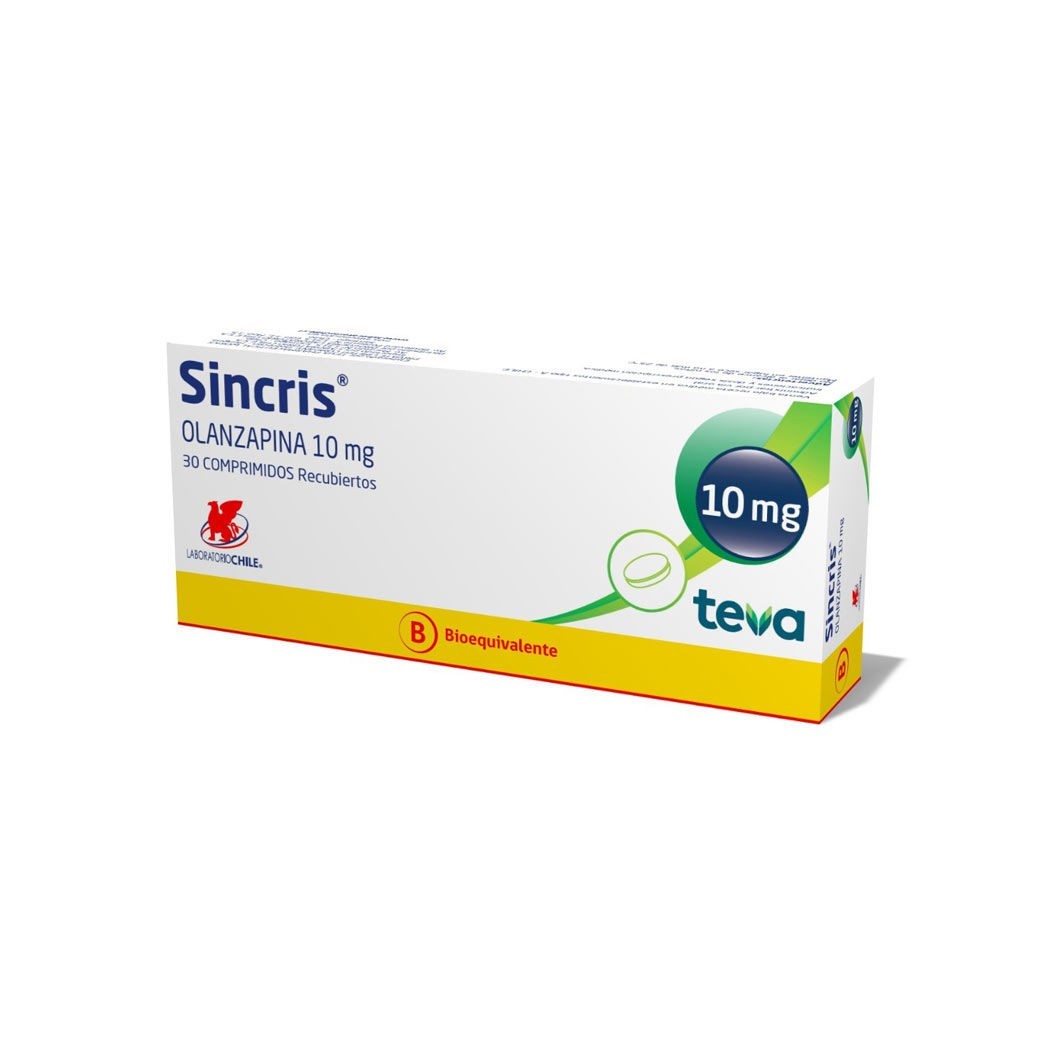 Sincris®
OLANZAPINA 10 mg
30 COMPRIMIDOS Recubiertos
LABORATORIOCHILE®
B Bioequivalente
10 mg
teva
10 mg
Sincris®
OLANZAPINA 10 mg
B